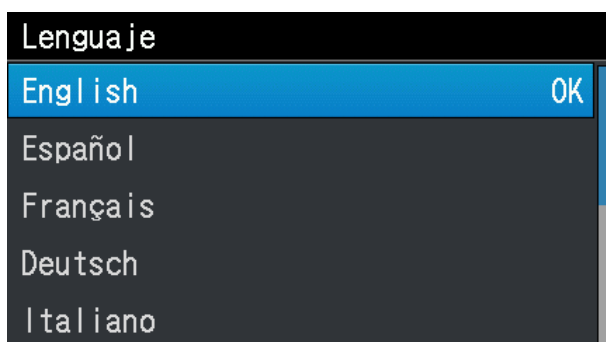 Lenguaje
English OK
Español
Français
Deutsch
Italiano